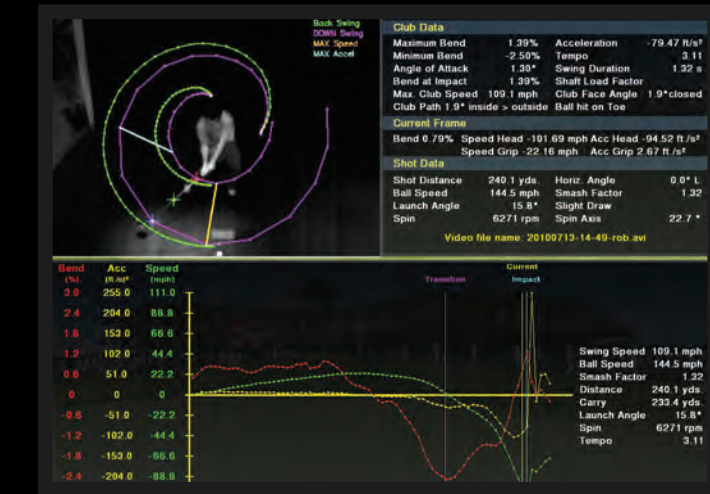 Back Swing
DOWN Swing
MAX Speed
MAX Accel
Club Data
Maximum Bend 1.39% Acceleration -79.47 ft/s²
Minimum Bend -2.50% Tempo 3.11
Angle of Attack 1.30° Swing Duration 1.32 s
Bend at Impact 1.39% Shaft Load Factor
Max. Club Speed 109.1 mph Club Face Angle 1.9°closed
Club Path 1.9° inside > outside Ball hit on Toe
Current Frame
Bend 0.79% Speed Head -101.69 mph Acc Head -94.52 ft/s²
Speed Grip -22.16 mph Acc Grip 2.67 ft/s²
Shot Data
Shot Distance 240.1 yds. Horiz. Angle 0.0° L
Ball Speed 144.5 mph Smash Factor 1.32
Launch Angle 15.8° Slight Draw
Spin 6271 rpm Spin Axis 22.7 °
Video file name: 20100713-14-49-rob.avi
Bend Acc Speed
(%) (ft./s)² (mph)
3.0 255.0 111.0
2.4 204.0 88.8
1.8 153.0 66.6
1.2 102.0 44.4
0.6 51.0 22.2
0 0 0
-0.6 -51.0 -22.2
-1.2 -102.0 -44.4
-1.8 -153.0 -66.6
-2.4 -204.0 -88.8
Transition
Current
Impact
Swing Speed 109.1 mph
Ball Speed 144.5 mph
Smash Factor 1.32
Distance 240.1 yds.
Carry 233.4 yds.
Launch Angle 15.8°
Spin 6271 rpm
Tempo 3.11